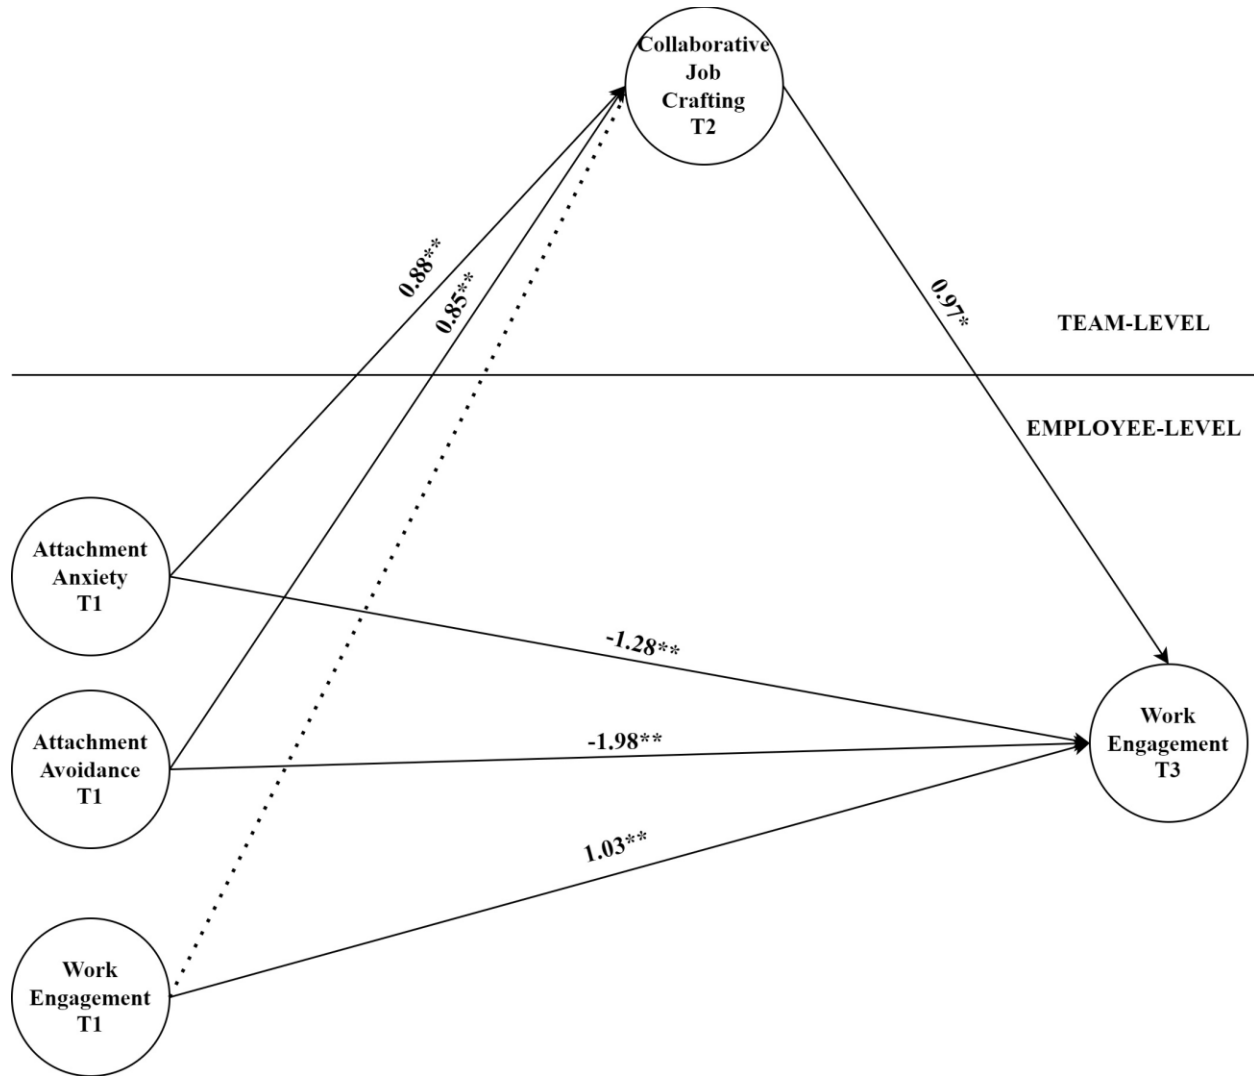 Collaborative
Job
Crafting
T2
0.88**
0.85**
0.97*
TEAM-LEVEL
EMPLOYEE-LEVEL
Attachment
Anxiety
T1
-1.28**
Attachment
Avoidance
T1
-1.98**
Work
Engagement
T3
1.03**
Work
Engagement
T1